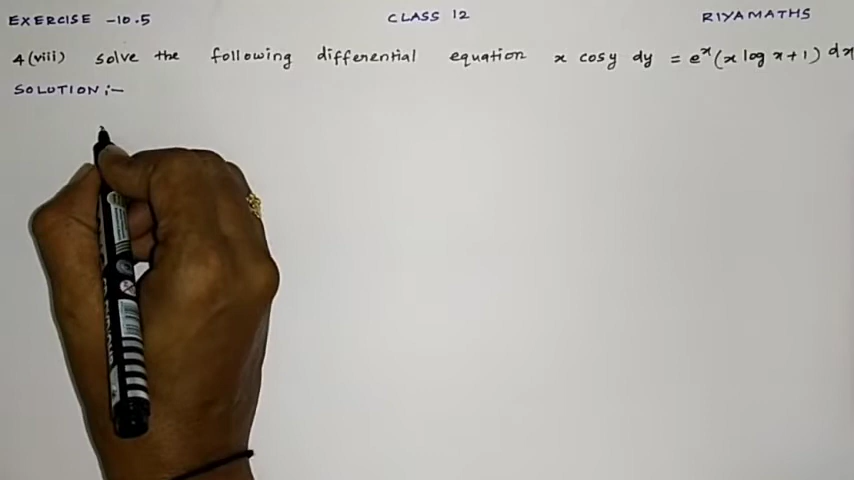 EXERCISE -10.5 CLASS 12 RIYAMATHS
4(viii) solve the following differential equation x cosy dy = eˣ(x log x+1) dx
SOLUTION:-